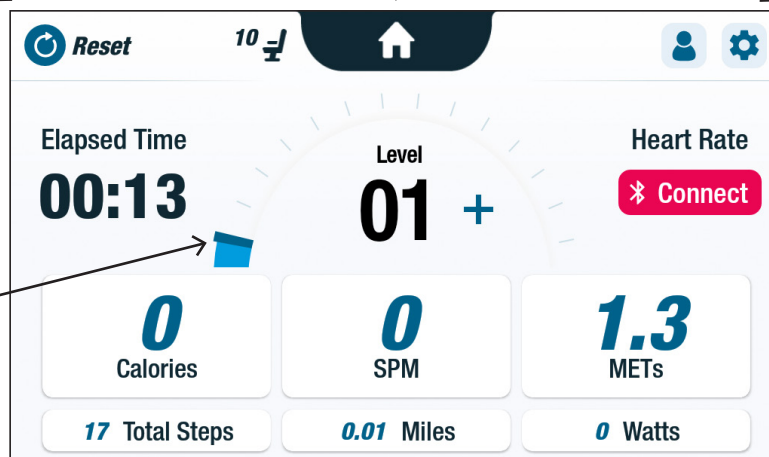 Reset
10
Elapsed Time
00:13
Level
01 +
Heart Rate
Connect
0
Calories
0
SPM
1.3
METs
17 Total Steps
0.01 Miles
0 Watts